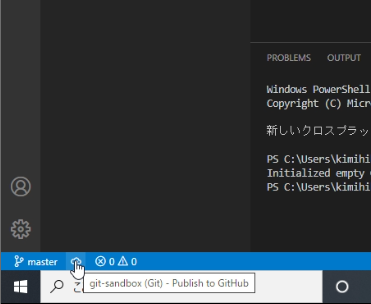 PROBLEMS OUTPUT
Windows PowerShell
Copyright (C) Micr
新しいクロスプラッ
PS C:\Users\kimihi
Initialized empty
PS C:\Users\kimihi
master 0 0
git-sandbox (Git) - Publish to GitHub